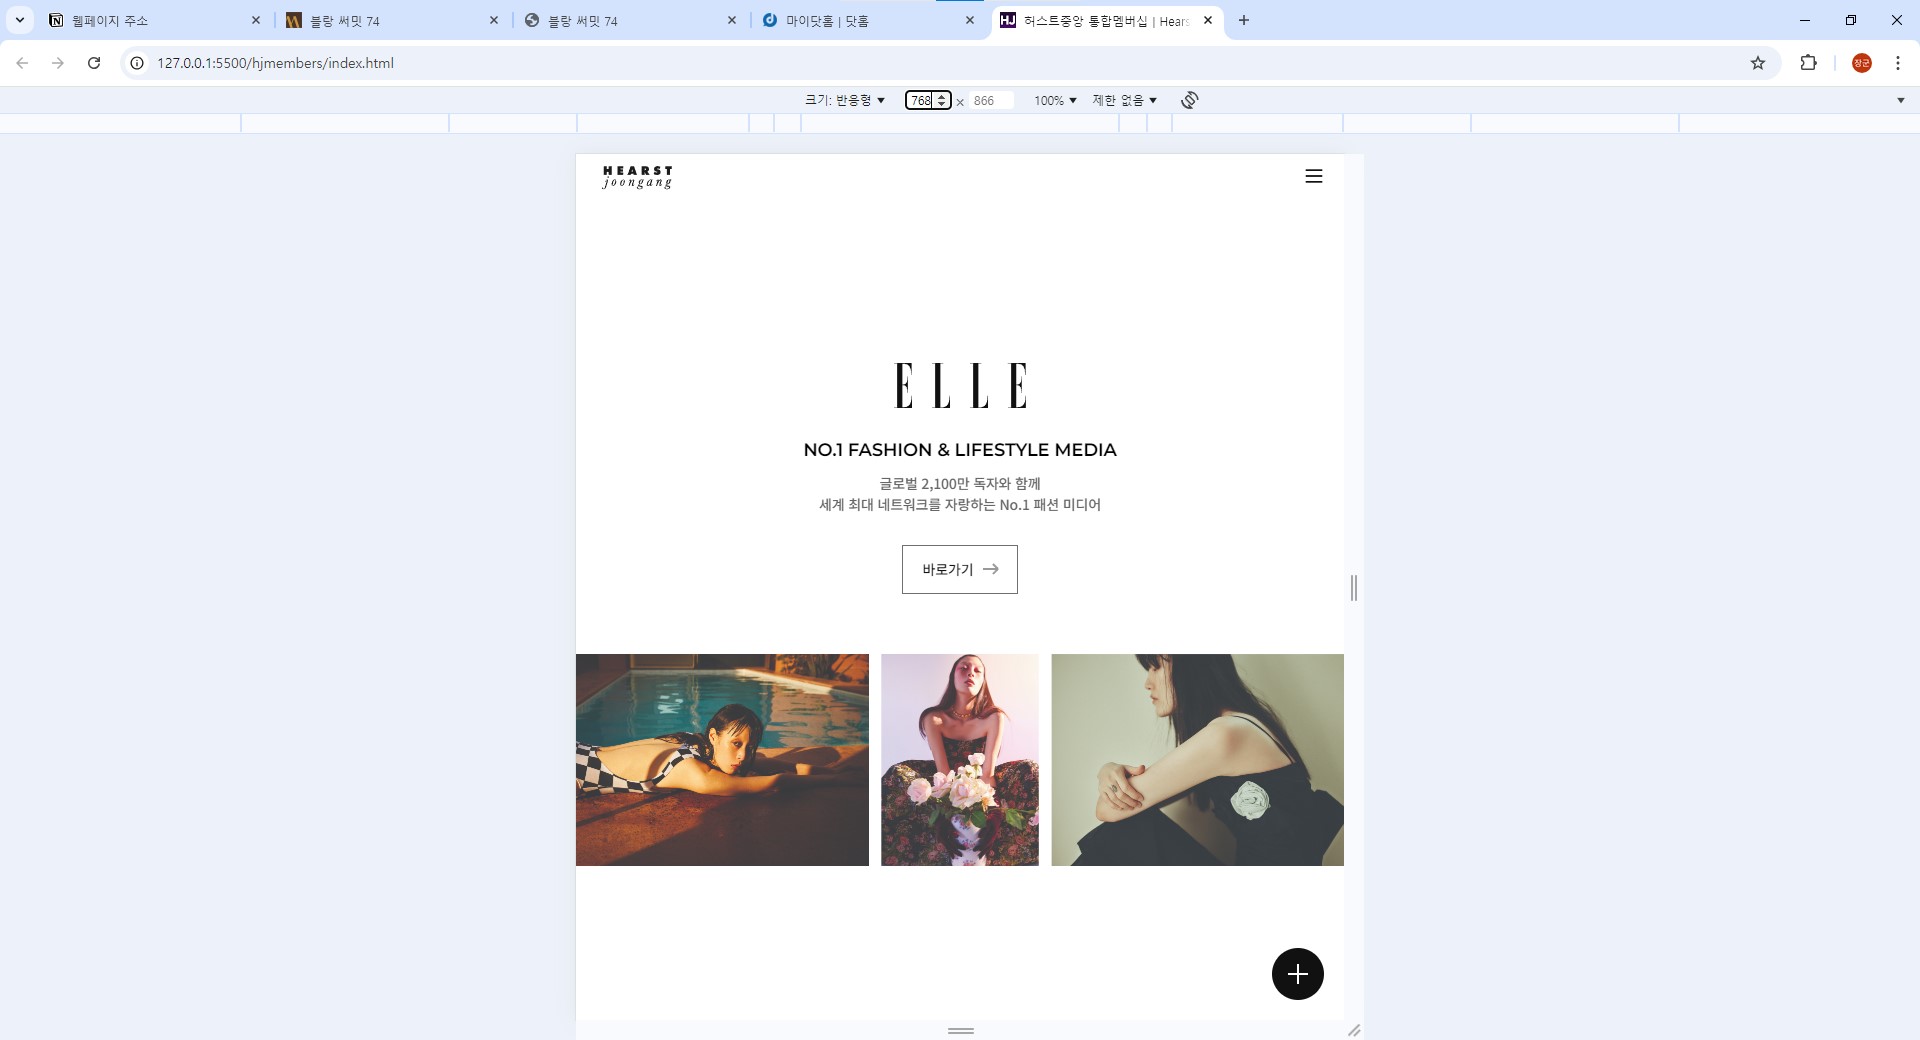 웹페이지 주소
블랑 써밋 74
블랑 써밋 74
마이닷홈 | 닷홈
HJ
허스트중앙 통합멤버십 | Hears
127.0.0.1:5500/hjmembers/index.html
장군
크기: 반응형
768 × 866
100%
제한 없음
HEARST
joongang
ELLE
NO.1 FASHION & LIFESTYLE MEDIA
글로벌 2,100만 독자와 함께
세계 최대 네트워크를 자랑하는 No.1 패션 미디어
바로가기